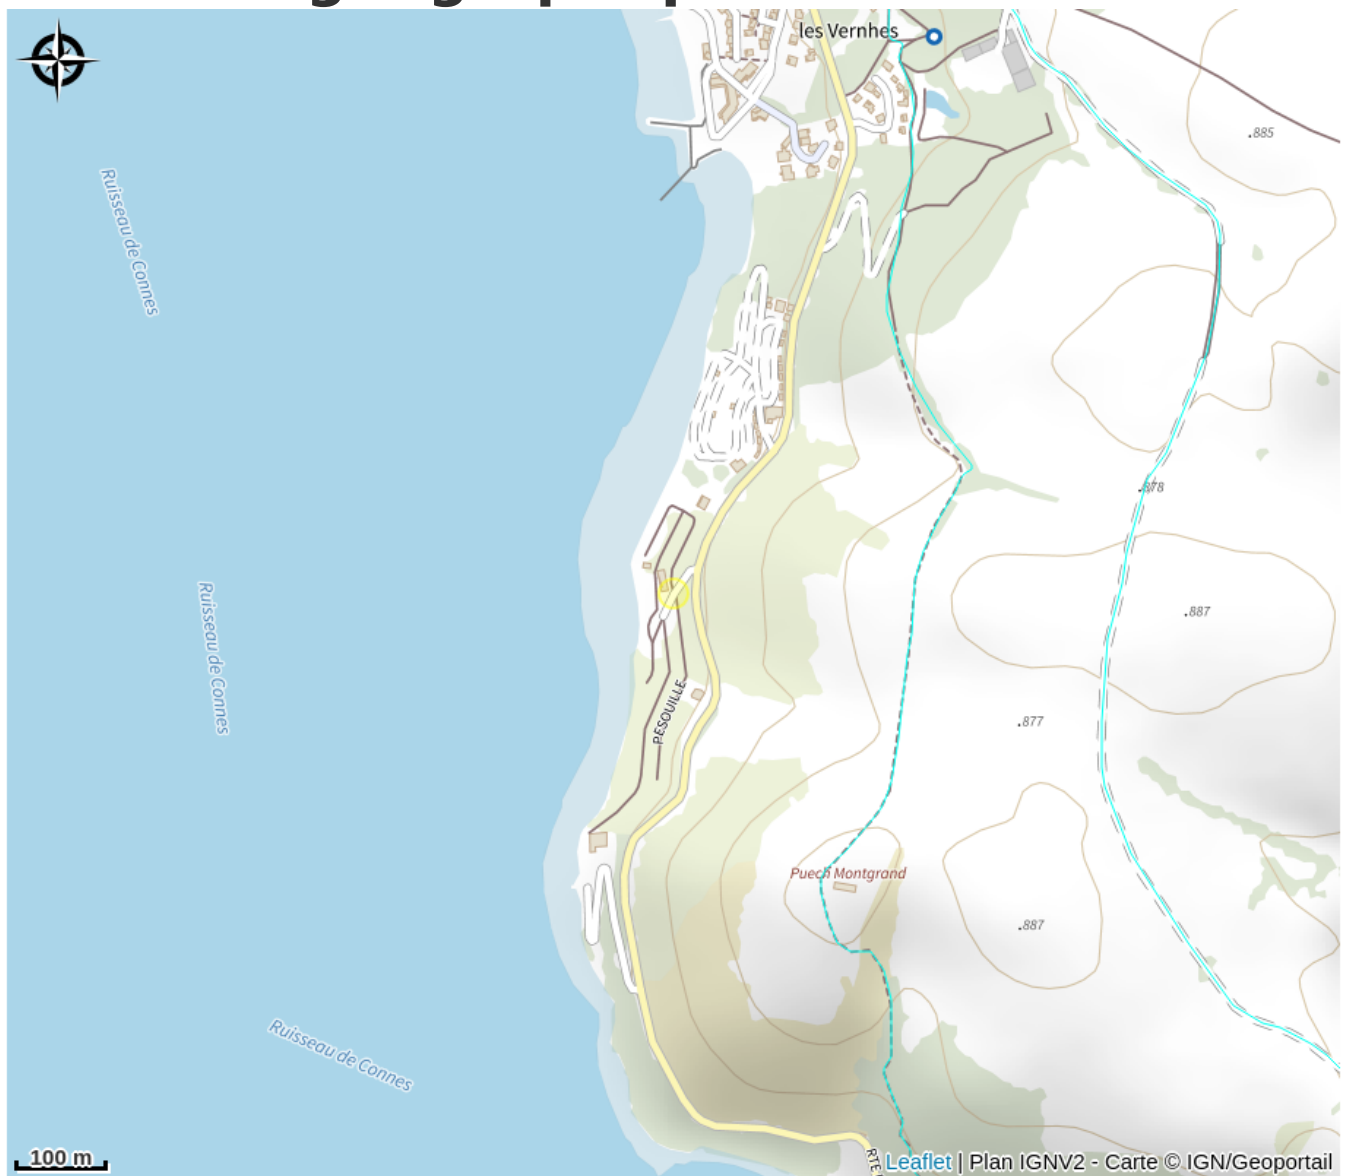 les Vernhes
.885
Ruisseau de Connes
.878
Ruisseau de Connes
.887
PESOUILLE
.877
Puech Montgrand
.887
Ruisseau de Connes
100 m
RTE
Leaflet | Plan IGNV2 - Carte © IGN/Geoportail